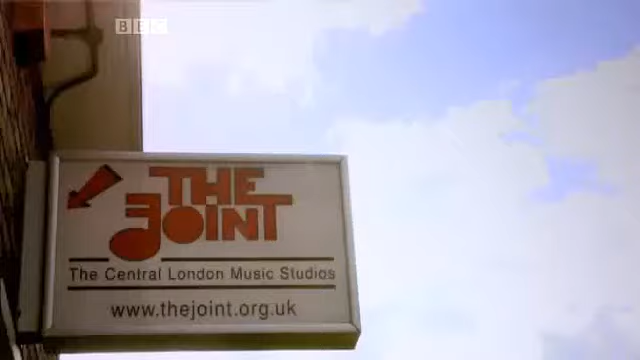 BBC
THE
JOINT
The Central London Music Studios
www.thejoint.org.uk